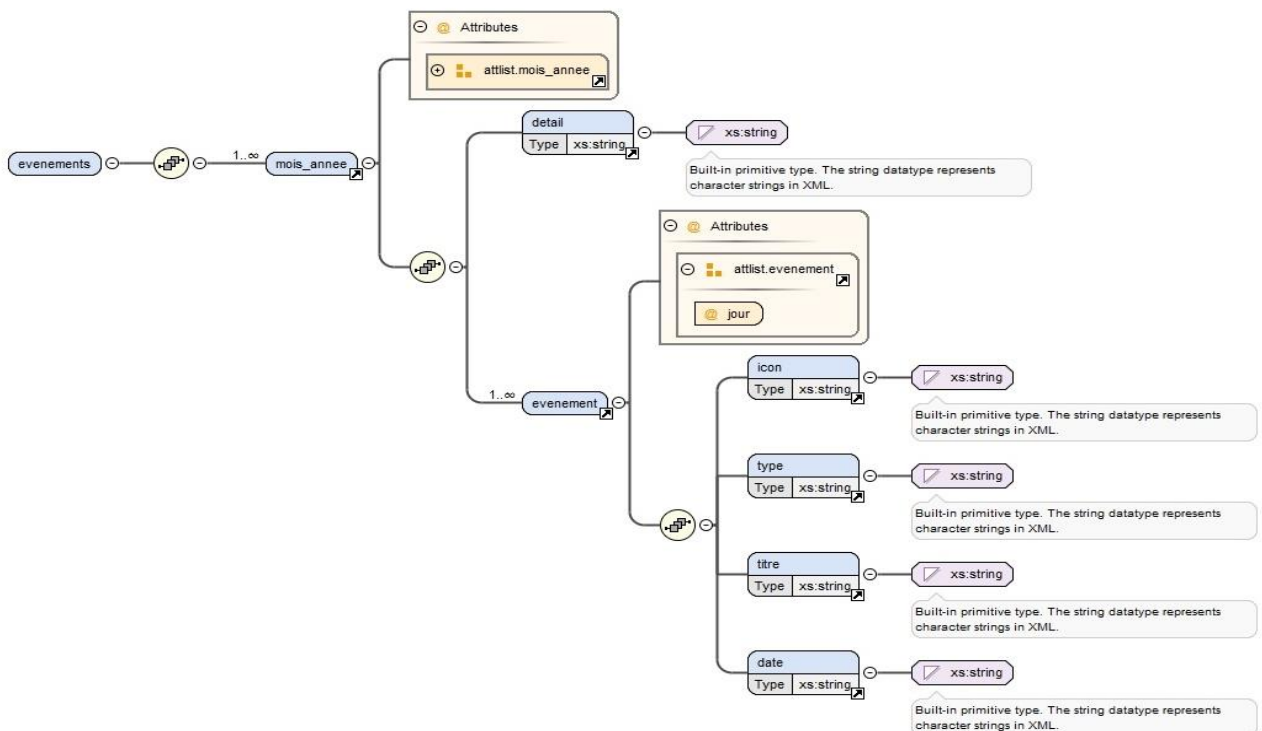 @ Attributes
attlist.mois_annee
detail
Type xs:string
xs:string
Built-in primitive type. The string datatype represents
character strings in XML.
evenements
1..∞
mois_annee
@ Attributes
attlist.evenement
@ jour
1..∞
evenement
icon
Type xs:string
xs:string
Built-in primitive type. The string datatype represents
character strings in XML.
type
Type xs:string
xs:string
Built-in primitive type. The string datatype represents
character strings in XML.
titre
Type xs:string
xs:string
Built-in primitive type. The string datatype represents
character strings in XML.
date
Type xs:string
xs:string
Built-in primitive type. The string datatype represents
character strings in XML.